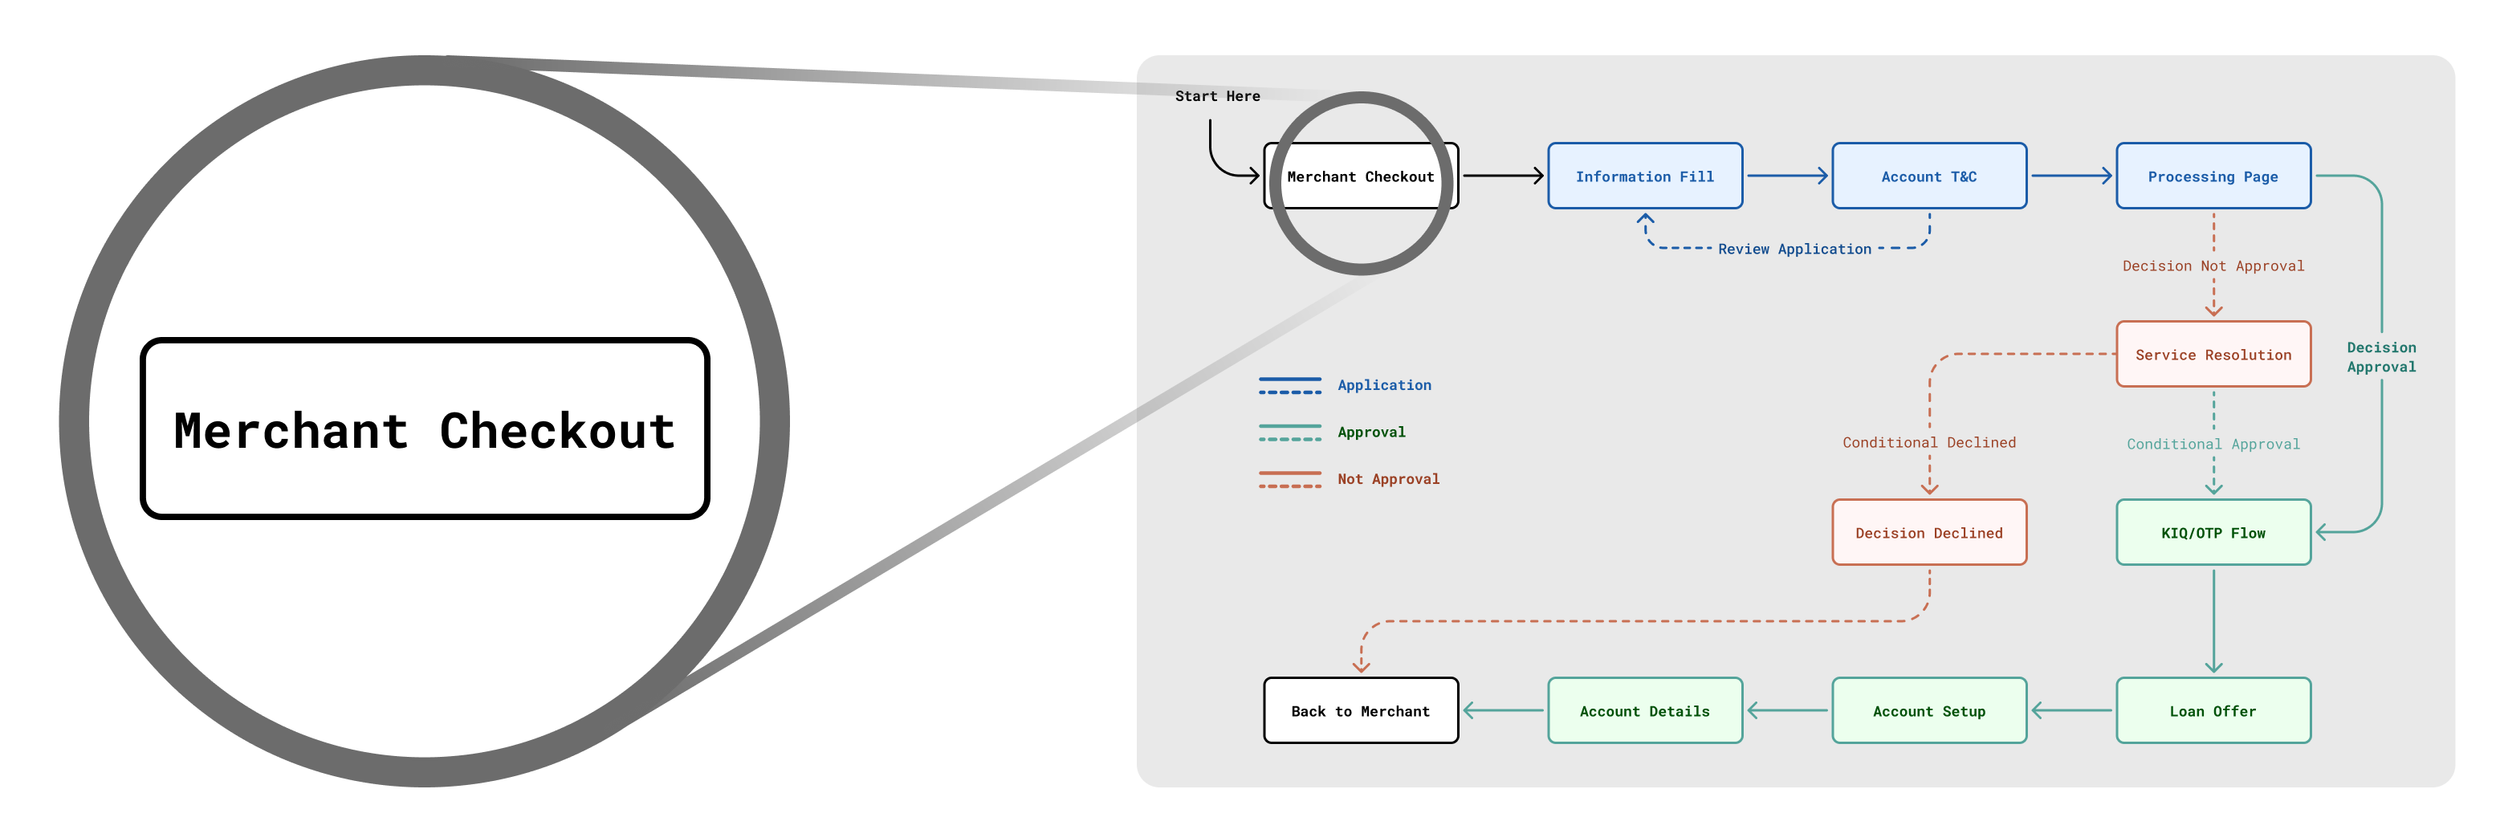 Merchant Checkout
Start Here
Merchant Checkout
Information Fill
Account T&C
Processing Page
Review Application
Decision Not Approval
Service Resolution
Decision
Approval
Application
Approval
Not Approval
Conditional Declined
Conditional Approval
Decision Declined
KIQ/OTP Flow
Back to Merchant
Account Details
Account Setup
Loan Offer